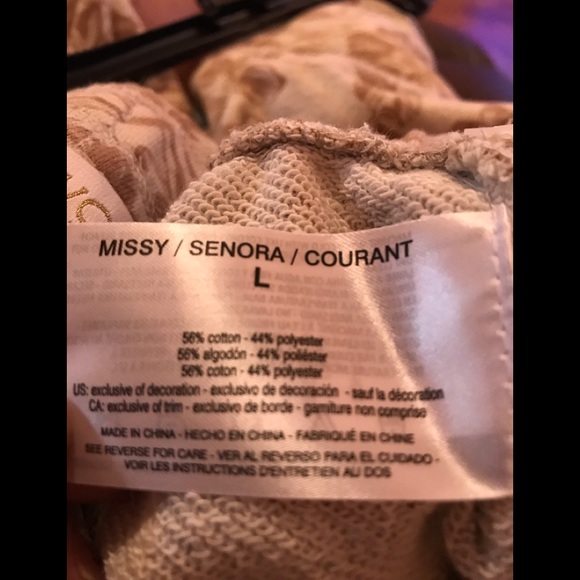 MISSY / SENORA / COURANT
L
56% cotton - 44% polyester
56% algodón - 44% poliéster
56% coton - 44% polyester
US: exclusive of decoration - exclusivo de decoración - sauf la décoration
CA: exclusive of trim - exclusivo de borde - garniture non comprise
MADE IN CHINA - HECHO EN CHINA - FABRIQUÉ EN CHINE
SEE REVERSE FOR CARE - VER AL REVERSO PARA EL CUIDADO -
VOIR LES INSTRUCTIONS D'ENTRETIEN AU DOS